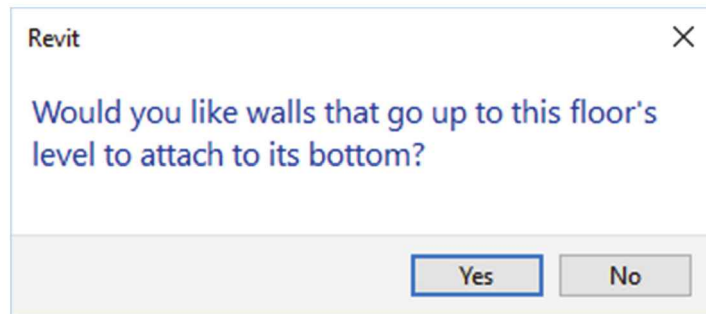 Revit
Would you like walls that go up to this floor's
level to attach to its bottom?
Yes No